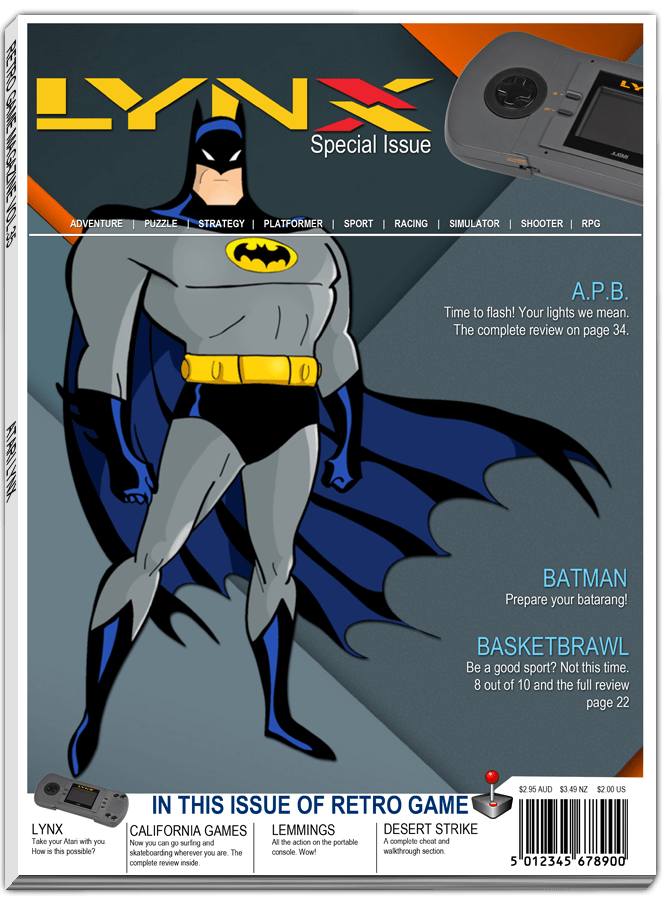 LYNX
Special Issue
LYNX
ATARI
ADVENTURE | PUZZLE | STRATEGY | PLATFORMER | SPORT | RACING | SIMULATOR | SHOOTER | RPG
A.P.B.
Time to flash! Your lights we mean.
The complete review on page 34.
BATMAN
Prepare your batarang!
BASKETBRAWL
Be a good sport? Not this time.
8 out of 10 and the full review
page 22
IN THIS ISSUE OF RETRO GAME
LYNX
Take your Atari with you.
How is this possible?
CALIFORNIA GAMES
Now you can go surfing and
skateboarding wherever you are. The
complete review inside.
LEMMINGS
All the action on the portable
console. Wow!
DESERT STRIKE
A complete cheat and
walkthrough section.
$2.95 AUD $3.49 NZ $2.00 US
5 012345 678900
RETRO GAME MAGAZINE VOL.35
ATARI LYNX